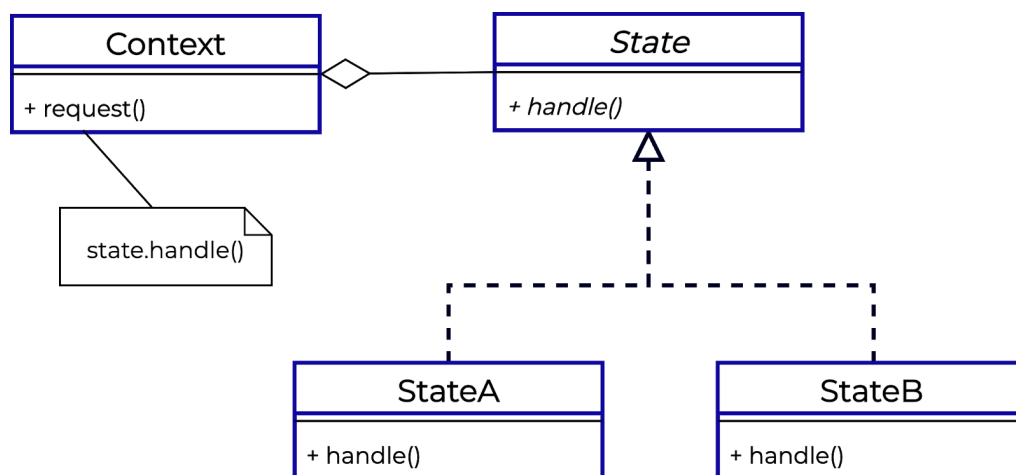 Context
+ request()
State
+ handle()
state.handle()
StateA
+ handle()
StateB
+ handle()